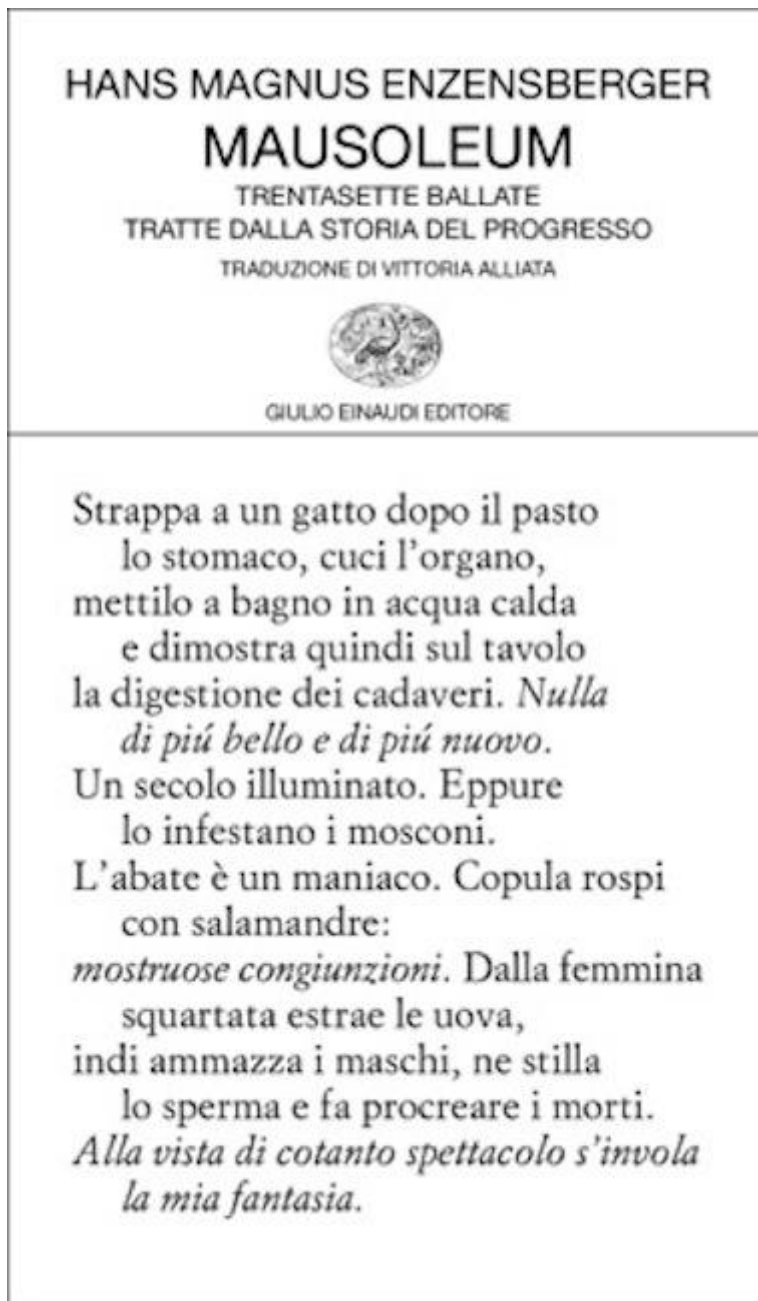 HANS MAGNUS ENZENSBERGER
MAUSOLEUM
TRENTASETTE BALLATE
TRATTE DALLA STORIA DEL PROGRESSO
TRADUZIONE DI VITTORIA ALLIATA
GIULIO EINAUDI EDITORE
Strappa a un gatto dopo il pasto
lo stomaco, cuci l'organo,
mettilo a bagno in acqua calda
e dimostra quindi sul tavolo
la digestione dei cadaveri. Nulla
di piú bello e di piú nuovo.
Un secolo illuminato. Eppure
lo infestano i mosconi.
L'abate è un maniaco. Copula rospi
con salamandre:
mostruose congiunzioni. Dalla femmina
squartata estrae le uova,
indi ammazza i maschi, ne stilla
lo sperma e fa procreare i morti.
Alla vista di cotanto spettacolo s'invola
la mia fantasia.